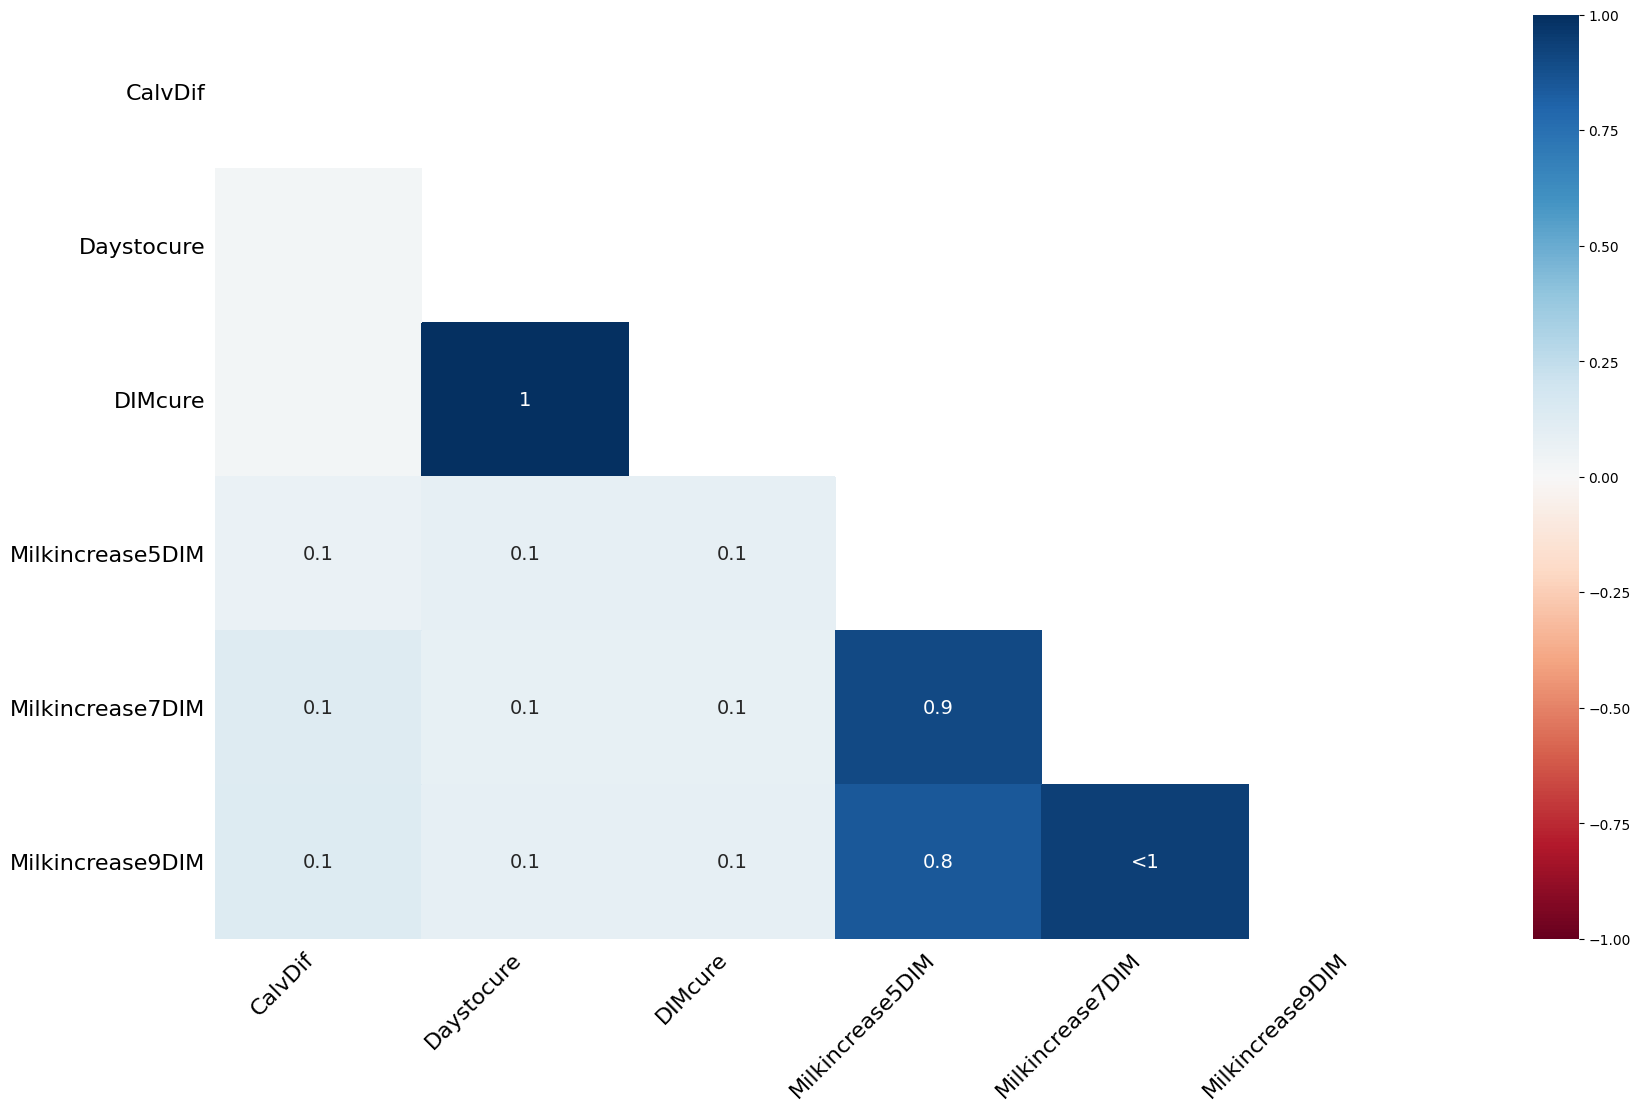 CalvDif
Daystocure
DIMcure
1
Milkincrease5DIM
0.1 0.1 0.1
Milkincrease7DIM
0.1 0.1 0.1 0.9
Milkincrease9DIM
0.1 0.1 0.1 0.8 <1
CalvDif
Daystocure
DIMcure
Milkincrease5DIM
Milkincrease7DIM
Milkincrease9DIM
1.00
0.75
0.50
0.25
0.00
−0.25
−0.50
−0.75
−1.00